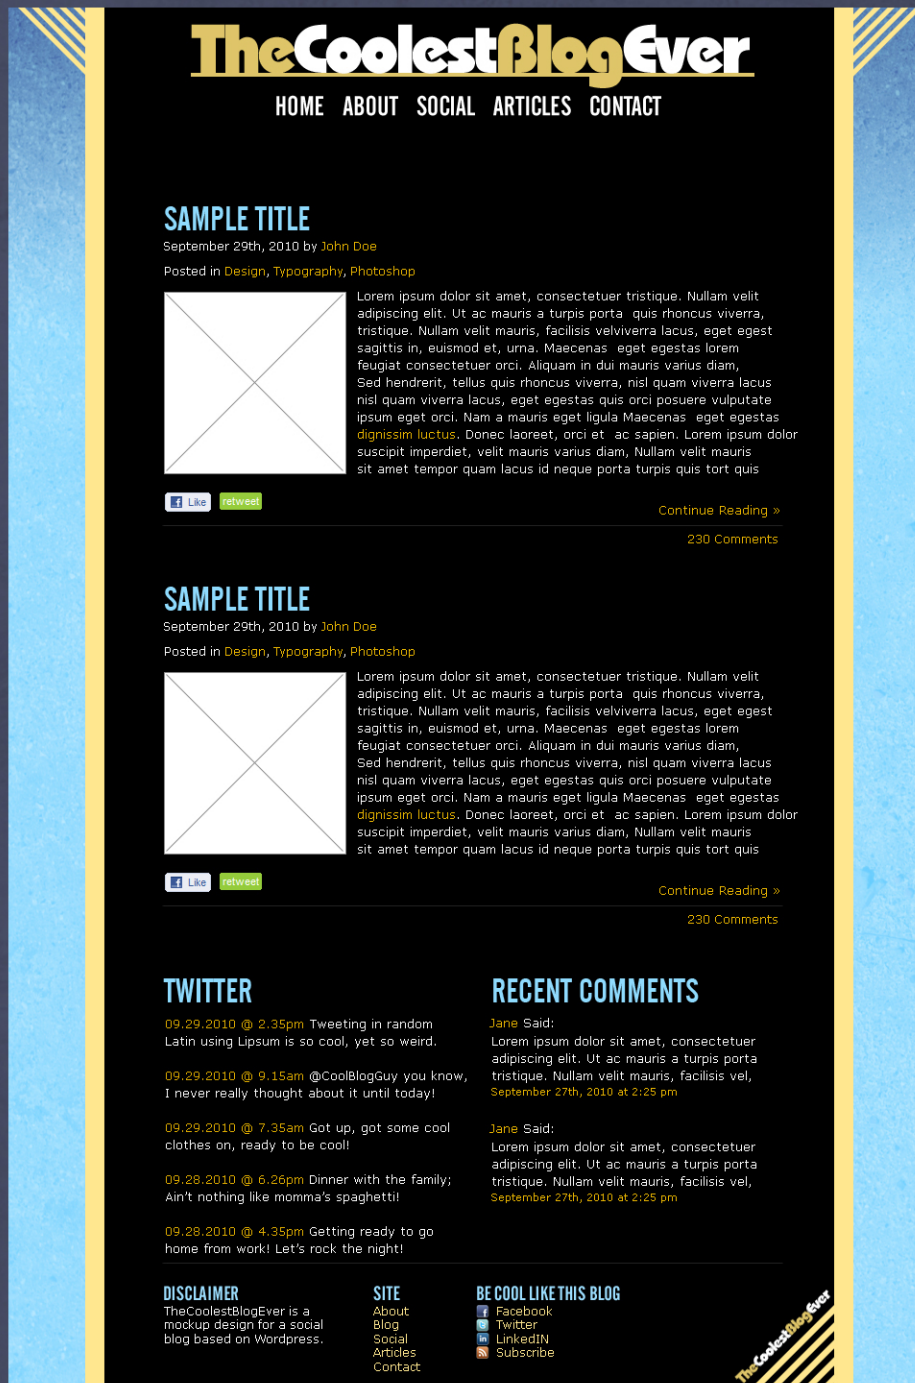 TheCoolestBlogEver
HOME ABOUT SOCIAL ARTICLES CONTACT
SAMPLE TITLE
September 29th, 2010 by John Doe
Posted in Design, Typography, Photoshop
Lorem ipsum dolor sit amet, consectetuer tristique. Nullam velit
adipiscing elit. Ut ac mauris a turpis porta  quis rhoncus viverra,
tristique. Nullam velit mauris, facilisis velviverra lacus, eget egest
sagittis in, euismod et, urna. Maecenas  eget egestas lorem
feugiat consectetuer orci. Aliquam in dui mauris varius diam,
Sed hendrerit, tellus quis rhoncus viverra, nisl quam viverra lacus
nisl quam viverra lacus, eget egestas quis orci posuere vulputate
ipsum eget orci. Nam a mauris eget ligula Maecenas  eget egestas
dignissim luctus. Donec laoreet, orci et  ac sapien. Lorem ipsum dolor
suscipit imperdiet, velit mauris varius diam, Nullam velit mauris
sit amet tempor quam lacus id neque porta turpis quis tort quis
Like retweet
Continue Reading »
230 Comments
SAMPLE TITLE
September 29th, 2010 by John Doe
Posted in Design, Typography, Photoshop
Lorem ipsum dolor sit amet, consectetuer tristique. Nullam velit
adipiscing elit. Ut ac mauris a turpis porta  quis rhoncus viverra,
tristique. Nullam velit mauris, facilisis velviverra lacus, eget egest
sagittis in, euismod et, urna. Maecenas  eget egestas lorem
feugiat consectetuer orci. Aliquam in dui mauris varius diam,
Sed hendrerit, tellus quis rhoncus viverra, nisl quam viverra lacus
nisl quam viverra lacus, eget egestas quis orci posuere vulputate
ipsum eget orci. Nam a mauris eget ligula Maecenas  eget egestas
dignissim luctus. Donec laoreet, orci et  ac sapien. Lorem ipsum dolor
suscipit imperdiet, velit mauris varius diam, Nullam velit mauris
sit amet tempor quam lacus id neque porta turpis quis tort quis
Like retweet
Continue Reading »
230 Comments
TWITTER
09.29.2010 @ 2.35pm Tweeting in random
Latin using Lipsum is so cool, yet so weird.
09.29.2010 @ 9.15am @CoolBlogGuy you know,
I never really thought about it until today!
09.29.2010 @ 7.35am Got up, got some cool
clothes on, ready to be cool!
09.28.2010 @ 6.26pm Dinner with the family;
Ain't nothing like momma's spaghetti!
09.28.2010 @ 4.35pm Getting ready to go
home from work! Let's rock the night!
RECENT COMMENTS
Jane Said:
Lorem ipsum dolor sit amet, consectetuer
adipiscing elit. Ut ac mauris a turpis porta
tristique. Nullam velit mauris, facilisis vel,
September 27th, 2010 at 2:25 pm
Jane Said:
Lorem ipsum dolor sit amet, consectetuer
adipiscing elit. Ut ac mauris a turpis porta
tristique. Nullam velit mauris, facilisis vel,
September 27th, 2010 at 2:25 pm
DISCLAIMER
TheCoolestBlogEver is a
mockup design for a social
blog based on Wordpress.
SITE
About
Blog
Social
Articles
Contact
BE COOL LIKE THIS BLOG
Facebook
Twitter
LinkedIN
Subscribe
TheCoolestBlogEver